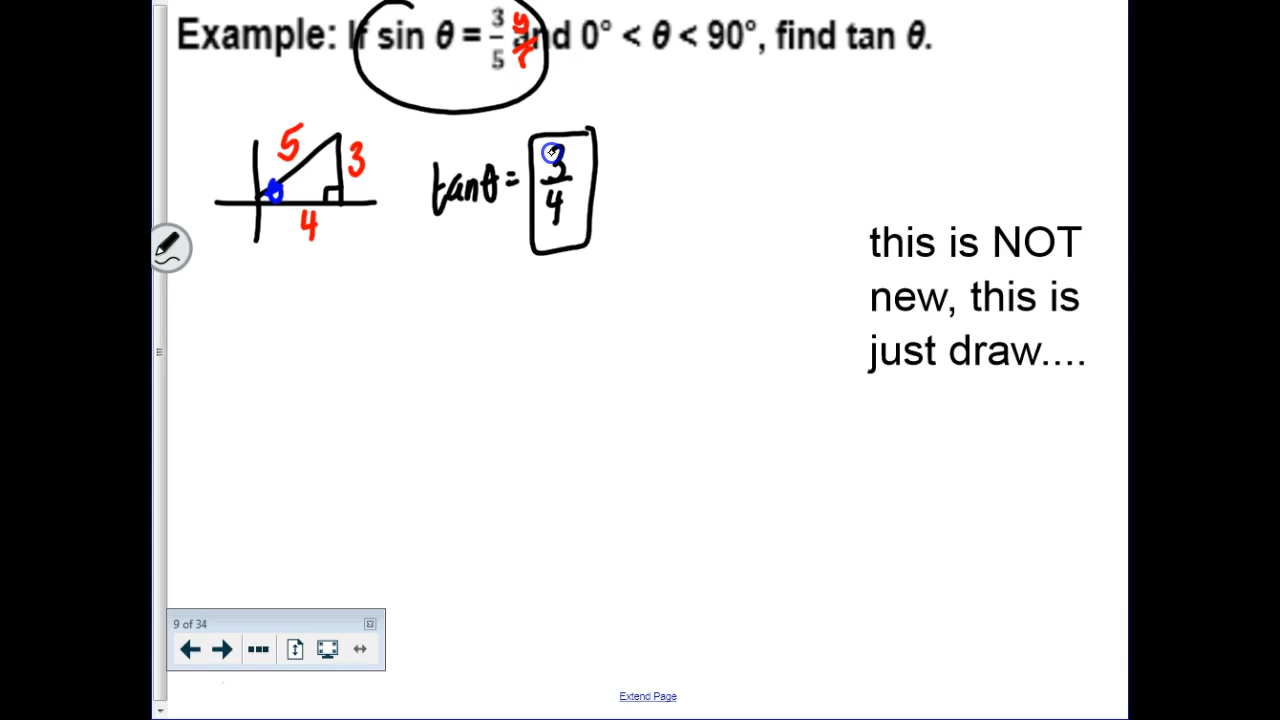 Example: If sin θ = 3/5 y/r and 0° < θ < 90°, find tan θ.
5
3
θ
4
tanθ = 3/4
this is NOT
new, this is
just draw....
9 of 34
Extend Page